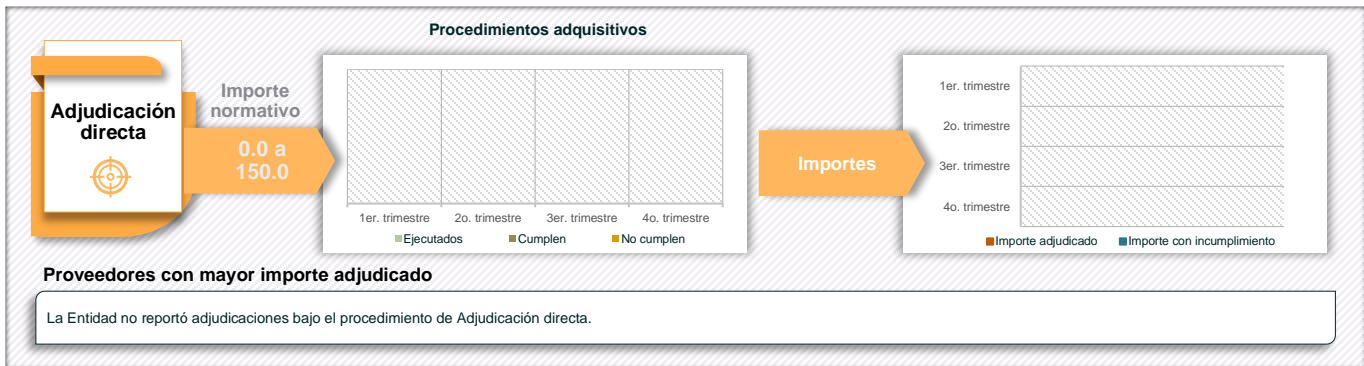 Procedimientos adquisitivos
Adjudicación
directa
Importe
normativo
0.0 a
150.0
1er. trimestre
2o. trimestre
3er. trimestre
4o. trimestre
Ejecutados
Cumplen
No cumplen
Importes
1er. trimestre
2o. trimestre
3er. trimestre
4o. trimestre
Importe adjudicado
Importe con incumplimiento
Proveedores con mayor importe adjudicado
La Entidad no reportó adjudicaciones bajo el procedimiento de Adjudicación directa.